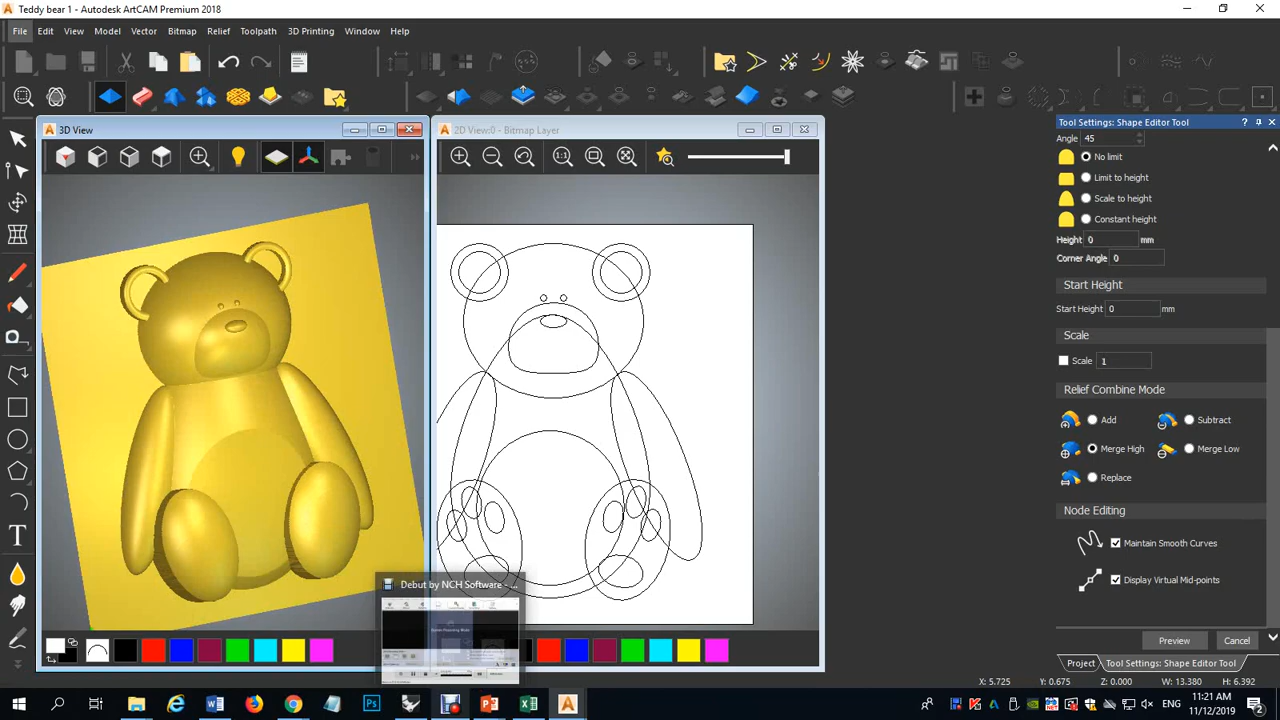 Teddy bear 1 - Autodesk ArtCAM Premium 2018
File Edit View Model Vector Bitmap Relief Toolpath 3D Printing Window Help
3D View
2D View:0 - Bitmap Layer
1:1
Tool Settings: Shape Editor Tool
Angle 45
No limit
Limit to height
Scale to height
Constant height
Height 0 mm
Corner Angle 0
Start Height
Start Height 0 mm
Scale
Scale 1
Relief Combine Mode
Add Subtract
Merge High Merge Low
Replace
Node Editing
Maintain Smooth Curves
Display Virtual Mid-points
Debut by NCH Software - ...
Preview Cancel
Project Tool Settings: Shape Editor Tool
X: 5.725 Y: 0.675 Z: 0.000 W: 13.380 H: 6.392
11:21 AM
11/12/2019
2